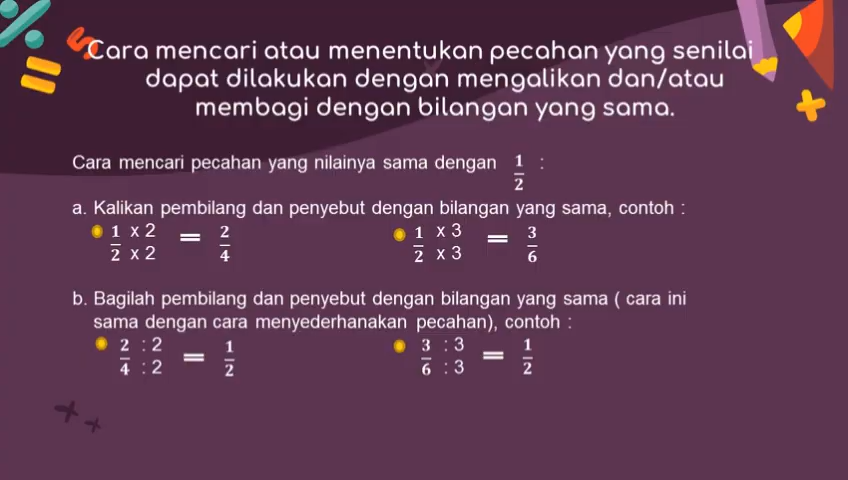 Cara mencari atau menentukan pecahan yang senilai
dapat dilakukan dengan mengalikan dan/atau
membagi dengan bilangan yang sama.
Cara mencari pecahan yang nilainya sama dengan 1/2 :
a. Kalikan pembilang dan penyebut dengan bilangan yang sama, contoh :
1 x 2 = 2
2 x 2 4
1 x 3 = 3
2 x 3 6
b. Bagilah pembilang dan penyebut dengan bilangan yang sama ( cara ini
sama dengan cara menyederhanakan pecahan), contoh :
2 : 2 = 1
4 : 2 2
3 : 3 = 1
6 : 3 2